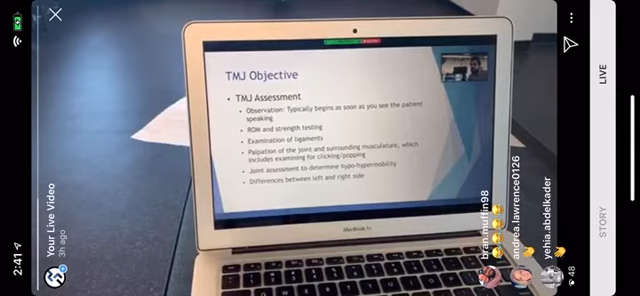 TMJ Objective
• TMJ Assessment
• Observation: Typically begins as soon as you see the patient
speaking
• ROM and strength testing
• Examination of ligaments
• Palpation of the joint and surrounding musculature, which
includes examining for clicking/popping
• Joint assessment to determine hypo-hypermobility
• Differences between left and right side
MacBook Air
2:41
Your Live Video
3h ago
bran.muffin98
😂😂😂😂
andrea.lawrence0126
👋
yehia.abdelkader
👋
48
LIVE
STORY